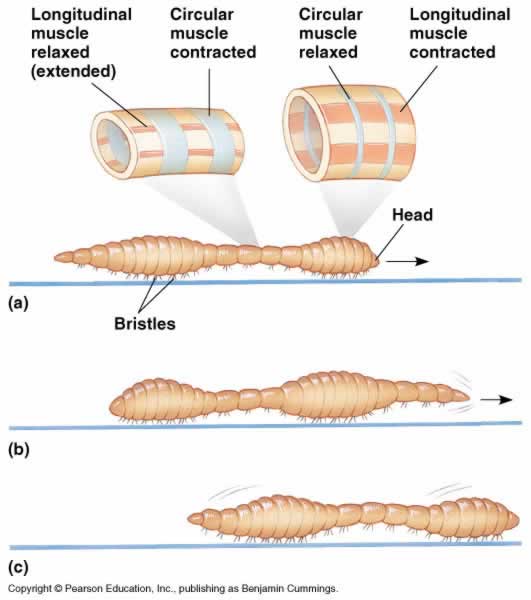 Longitudinal
muscle
relaxed
(extended)
Circular
muscle
contracted
Circular
muscle
relaxed
Longitudinal
muscle
contracted
Head
(a)
Bristles
(b)
(c)
Copyright © Pearson Education, Inc., publishing as Benjamin Cummings.